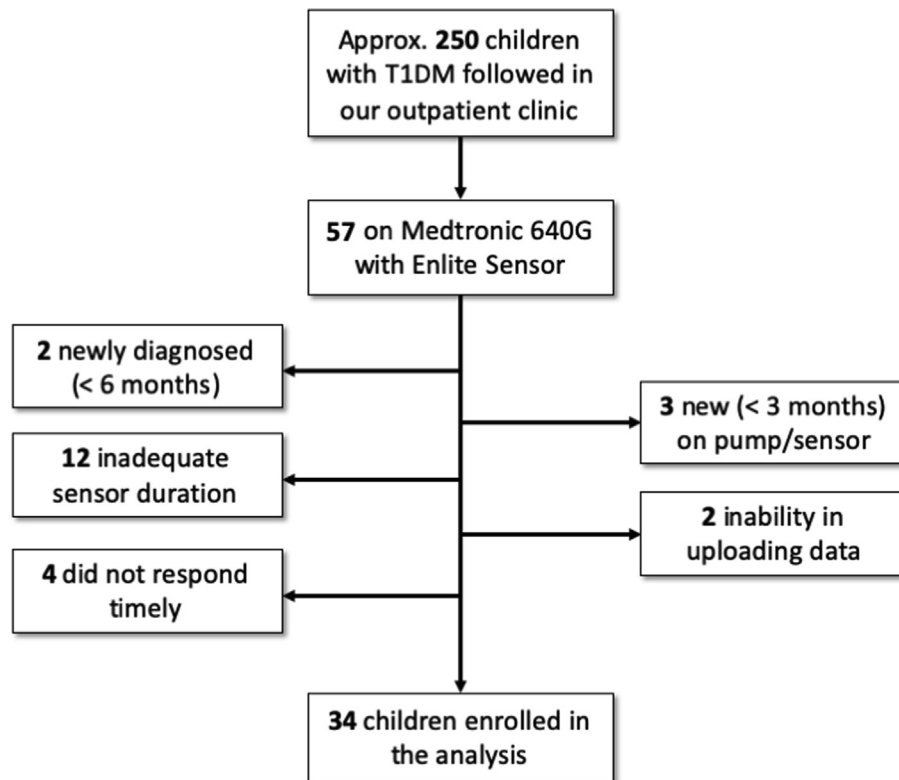 Approx. 250 children
with T1DM followed in
our outpatient clinic
57 on Medtronic 640G
with Enlite Sensor
2 newly diagnosed
(< 6 months)
3 new (< 3 months)
on pump/sensor
12 inadequate
sensor duration
2 inability in
uploading data
4 did not respond
timely
34 children enrolled in
the analysis